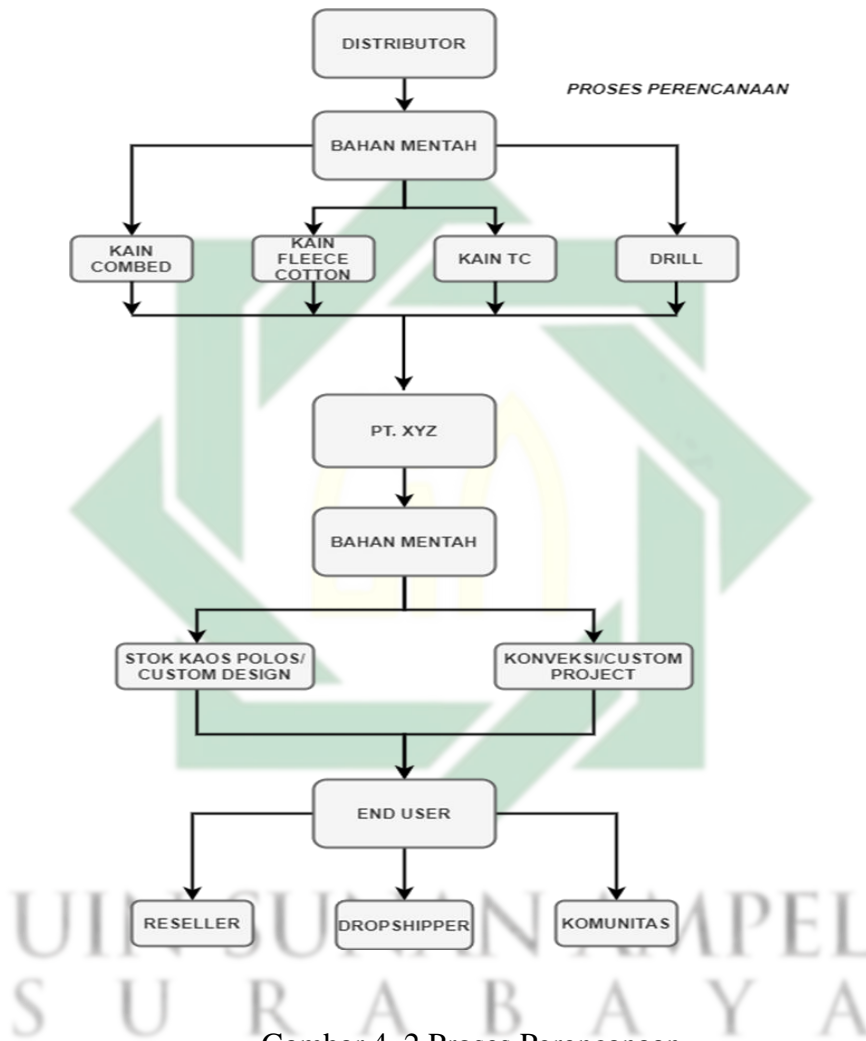 DISTRIBUTOR
PROSES PERENCANAAN
BAHAN MENTAH
KAIN
COMBED
KAIN
FLEECE
COTTON
KAIN TC
DRILL
PT. XYZ
BAHAN MENTAH
STOK KAOS POLOS/
CUSTOM DESIGN
KONVEKSI/CUSTOM
PROJECT
END USER
RESELLER
DROPSHIPPER
KOMUNITAS
UIN SUNAN AMPEL
S U R A B A Y A
Gambar 4. 2 Proses Perencanaan